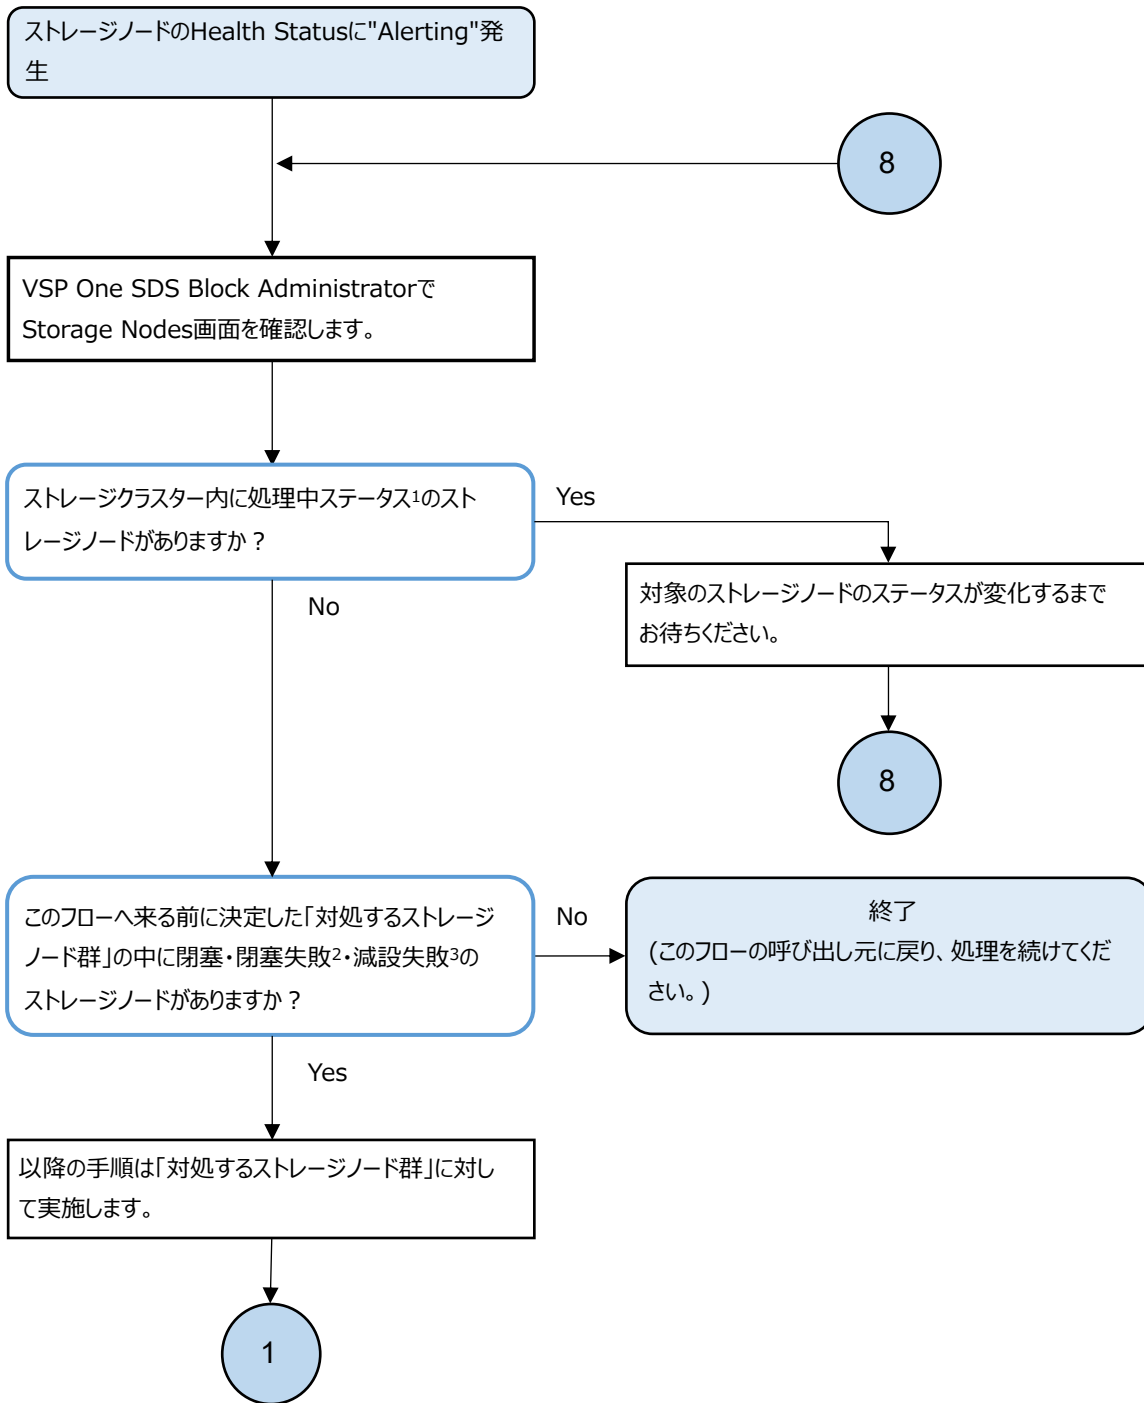 ストレージノードのHealth Statusに"Alerting"発
生
8
VSP One SDS Block Administratorで
Storage Nodes画面を確認します。
ストレージクラスター内に処理中ステータス1のスト
レージノードがありますか？
Yes
No
対象のストレージノードのステータスが変化するまで
お待ちください。
8
このフローへ来る前に決定した「対処するストレージ
ノード群」の中に閉塞・閉塞失敗2・減設失敗3の
ストレージノードがありますか？
No
終了
(このフローの呼び出し元に戻り、処理を続けてくだ
さい。)
Yes
以降の手順は「対処するストレージノード群」に対し
て実施します。
1